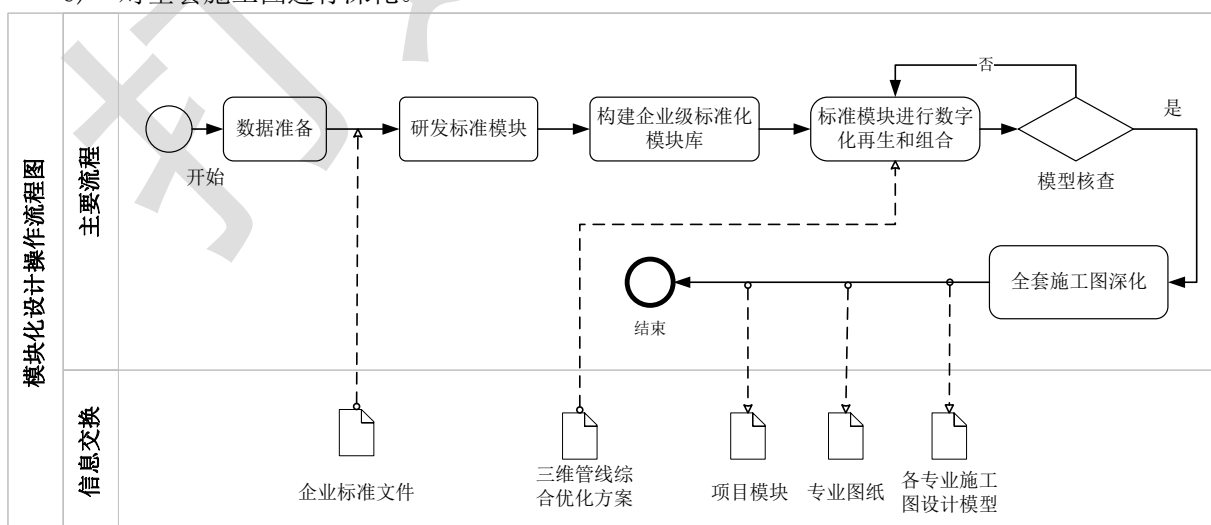 模块化设计操作流程图
主要流程
开始
数据准备
研发标准模块
构建企业级标准化
模块库
标准模块进行数字
化再生和组合
否
是
模型核查
全套施工图深化
结束
信息交换
企业标准文件
三维管线综
合优化方案
项目模块
专业图纸
各专业施工
图设计模型